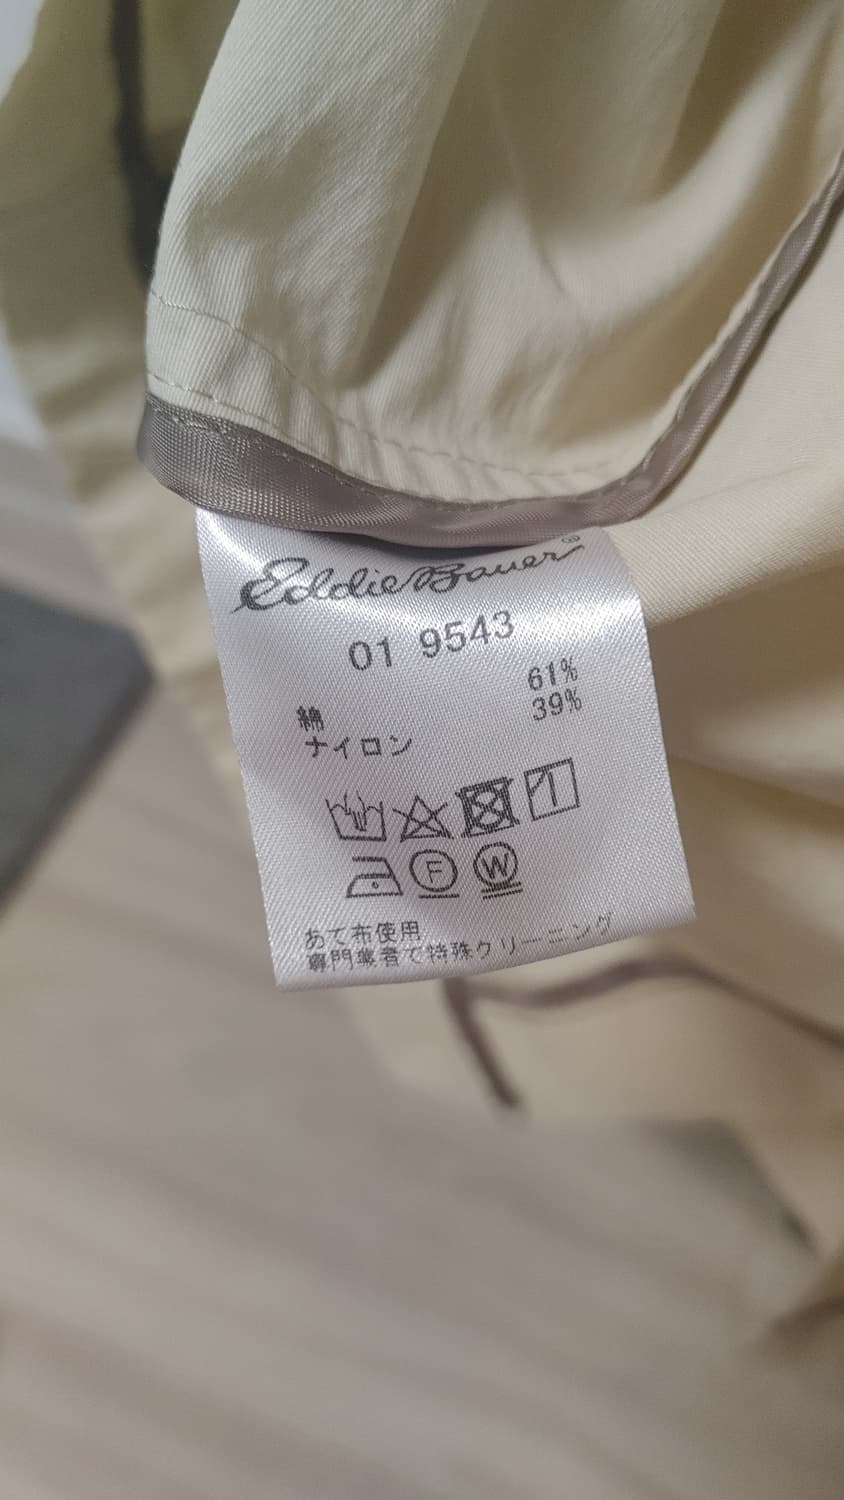 Eddie Bauer®
01 9543
綿 61%
ナイロン 39%
F W
あて布使用
専門業者で特殊クリーニング